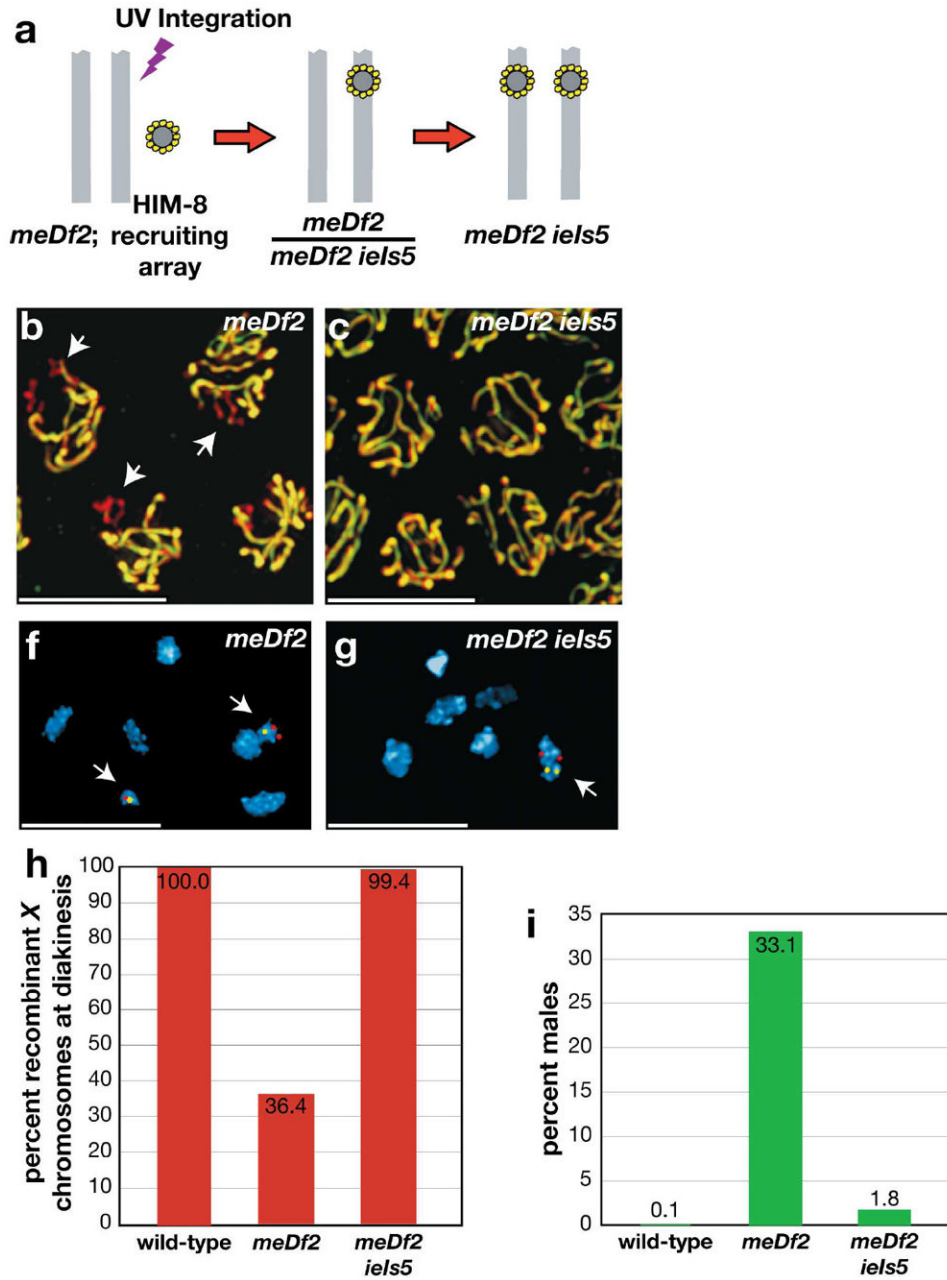 a
UV Integration
meDf2; HIM-8 recruiting array
meDf2
meDf2 ieIs5
meDf2 ieIs5
b
meDf2
c
meDf2 ieIs5
f
meDf2
g
meDf2 ieIs5
h
percent recombinant X
chromosomes at diakinesis
100
90
80
70
60
50
40
30
20
10
0
100.0
36.4
99.4
wild-type
meDf2
meDf2
ieIs5
i
percent males
35
30
25
20
15
10
5
0
0.1
33.1
1.8
wild-type
meDf2
meDf2
ieIs5